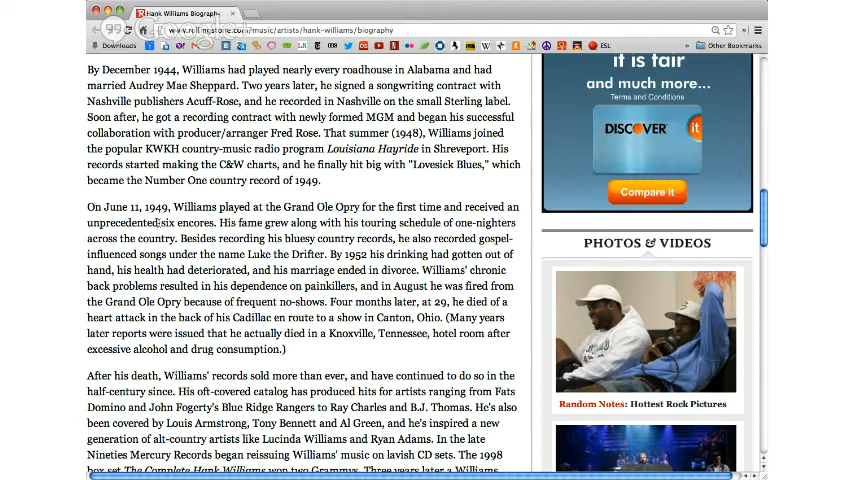 Hank Williams Biography
Google+
www.rollingstone.com/music/artists/hank-williams/biography
Downloads
ESL
Other Bookmarks
By December 1944, Williams had played nearly every roadhouse in Alabama and had
married Audrey Mae Sheppard. Two years later, he signed a songwriting contract with
Nashville publishers Acuff-Rose, and he recorded in Nashville on the small Sterling label.
Soon after, he got a recording contract with newly formed MGM and began his successful
collaboration with producer/arranger Fred Rose. That summer (1948), Williams joined
the popular KWKH country-music radio program Louisiana Hayride in Shreveport. His
records started making the C&W charts, and he finally hit big with "Lovesick Blues," which
became the Number One country record of 1949.
On June 11, 1949, Williams played at the Grand Ole Opry for the first time and received an
unprecedented six encores. His fame grew along with his touring schedule of one-nighters
across the country. Besides recording his bluesy country records, he also recorded gospel-
influenced songs under the name Luke the Drifter. By 1952 his drinking had gotten out of
hand, his health had deteriorated, and his marriage ended in divorce. Williams' chronic
back problems resulted in his dependence on painkillers, and in August he was fired from
the Grand Ole Opry because of frequent no-shows. Four months later, at 29, he died of a
heart attack in the back of his Cadillac en route to a show in Canton, Ohio. (Many years
later reports were issued that he actually died in a Knoxville, Tennessee, hotel room after
excessive alcohol and drug consumption.)
After his death, Williams' records sold more than ever, and have continued to do so in the
half-century since. His oft-covered catalog has produced hits for artists ranging from Fats
Domino and John Fogerty's Blue Ridge Rangers to Ray Charles and B.J. Thomas. He's also
been covered by Louis Armstrong, Tony Bennett and Al Green, and he's inspired a new
generation of alt-country artists like Lucinda Williams and Ryan Adams. In the late
Nineties Mercury Records began reissuing Williams' music on lavish CD sets. The 1998
box set The Complete Hank Williams won two Grammys. Three years later a Williams
it is fair
and much more...
Terms and Conditions
DISCOVER
it
Compare it
PHOTOS & VIDEOS
Random Notes: Hottest Rock Pictures